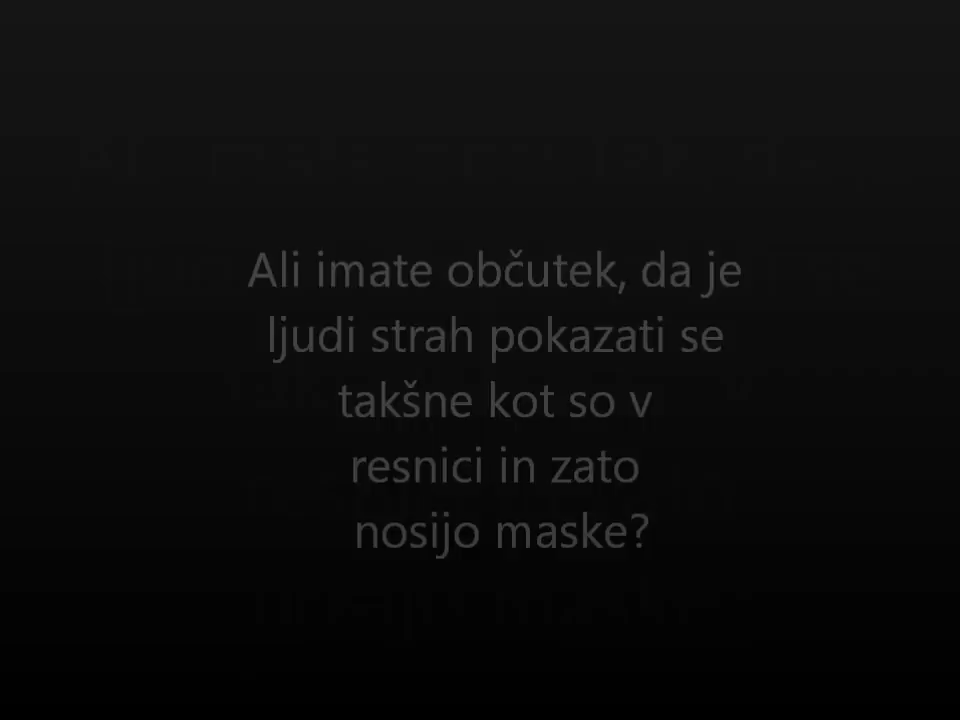 Ali imate občutek, da je
ljudi strah pokazati se
takšne kot so v
resnici in zato
nosijo maske?